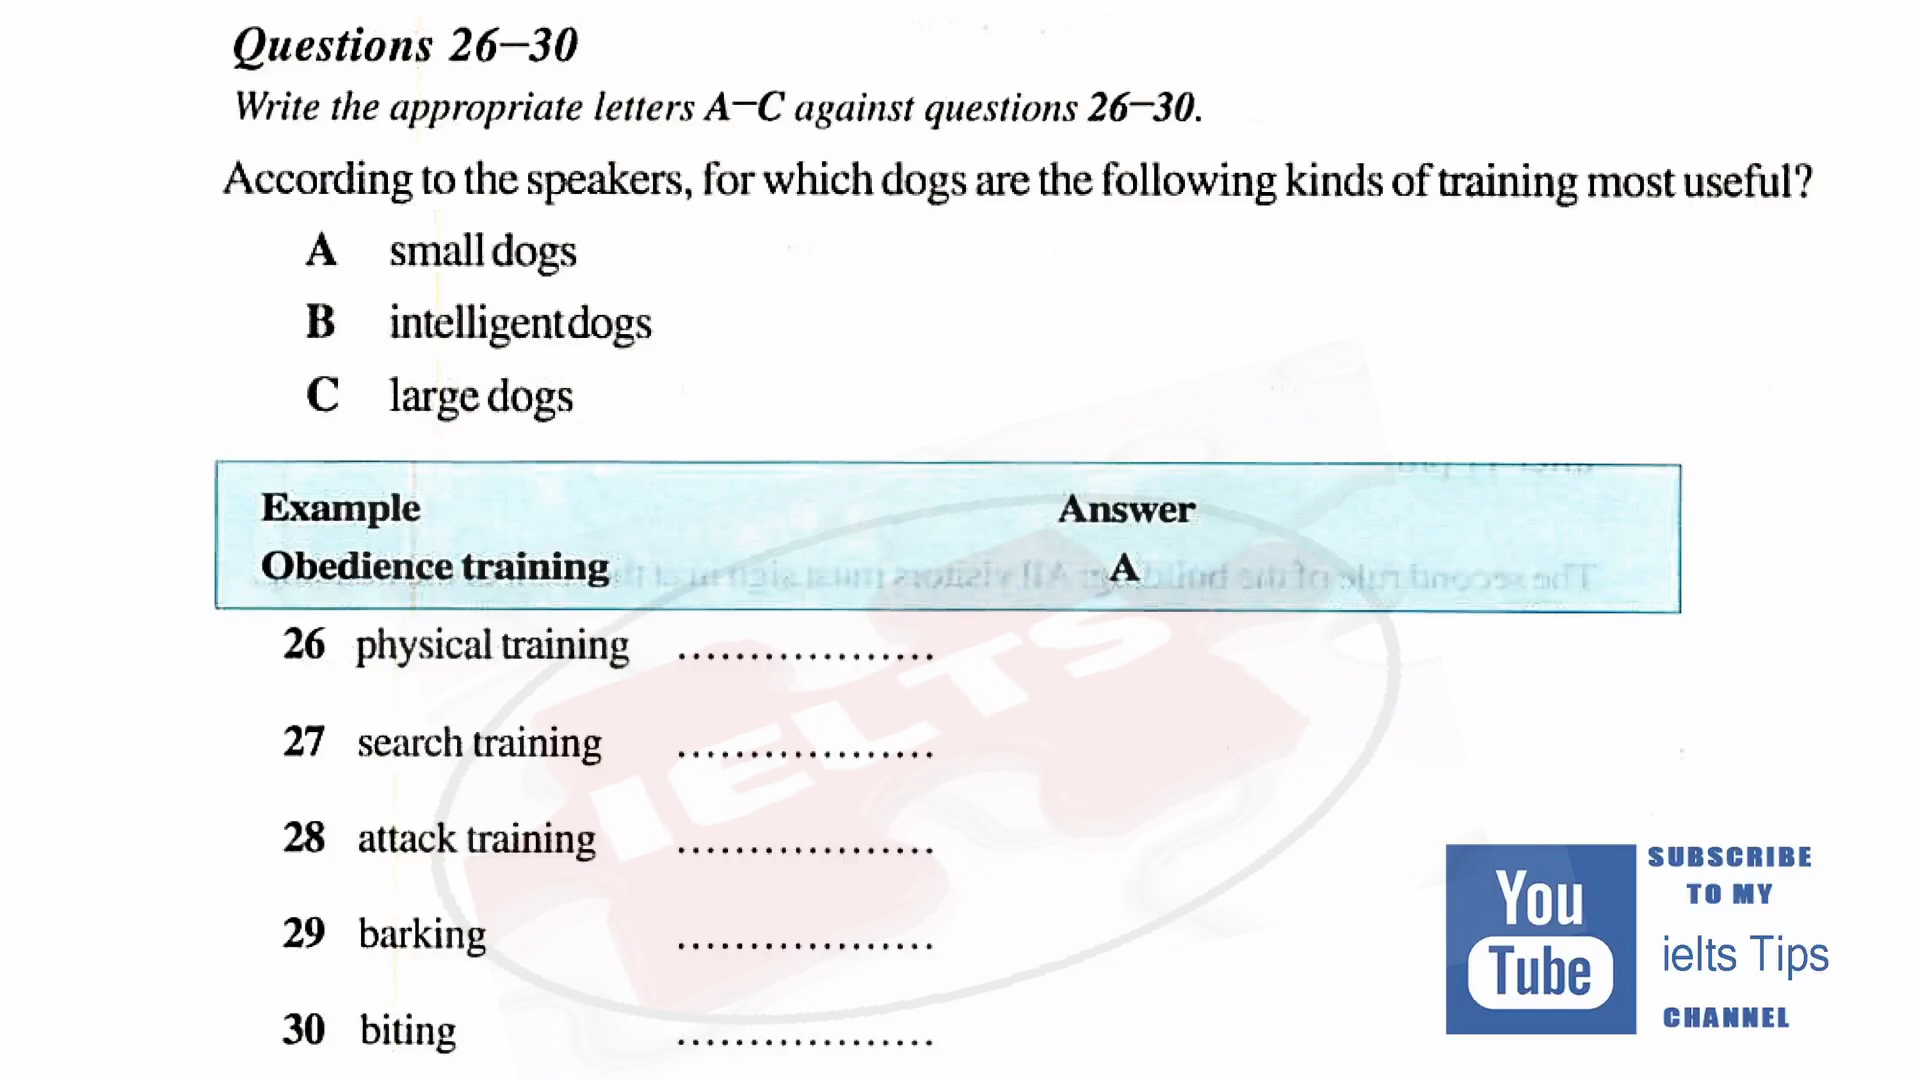 Questions 26–30
Write the appropriate letters A–C against questions 26–30.
According to the speakers, for which dogs are the following kinds of training most useful?
A small dogs
B intelligent dogs
C large dogs
Example Answer
Obedience training A
26 physical training ..................
27 search training ..................
28 attack training ..................
29 barking ..................
30 biting ..................
IELTS
You
Tube
SUBSCRIBE
TO MY
ielts Tips
CHANNEL